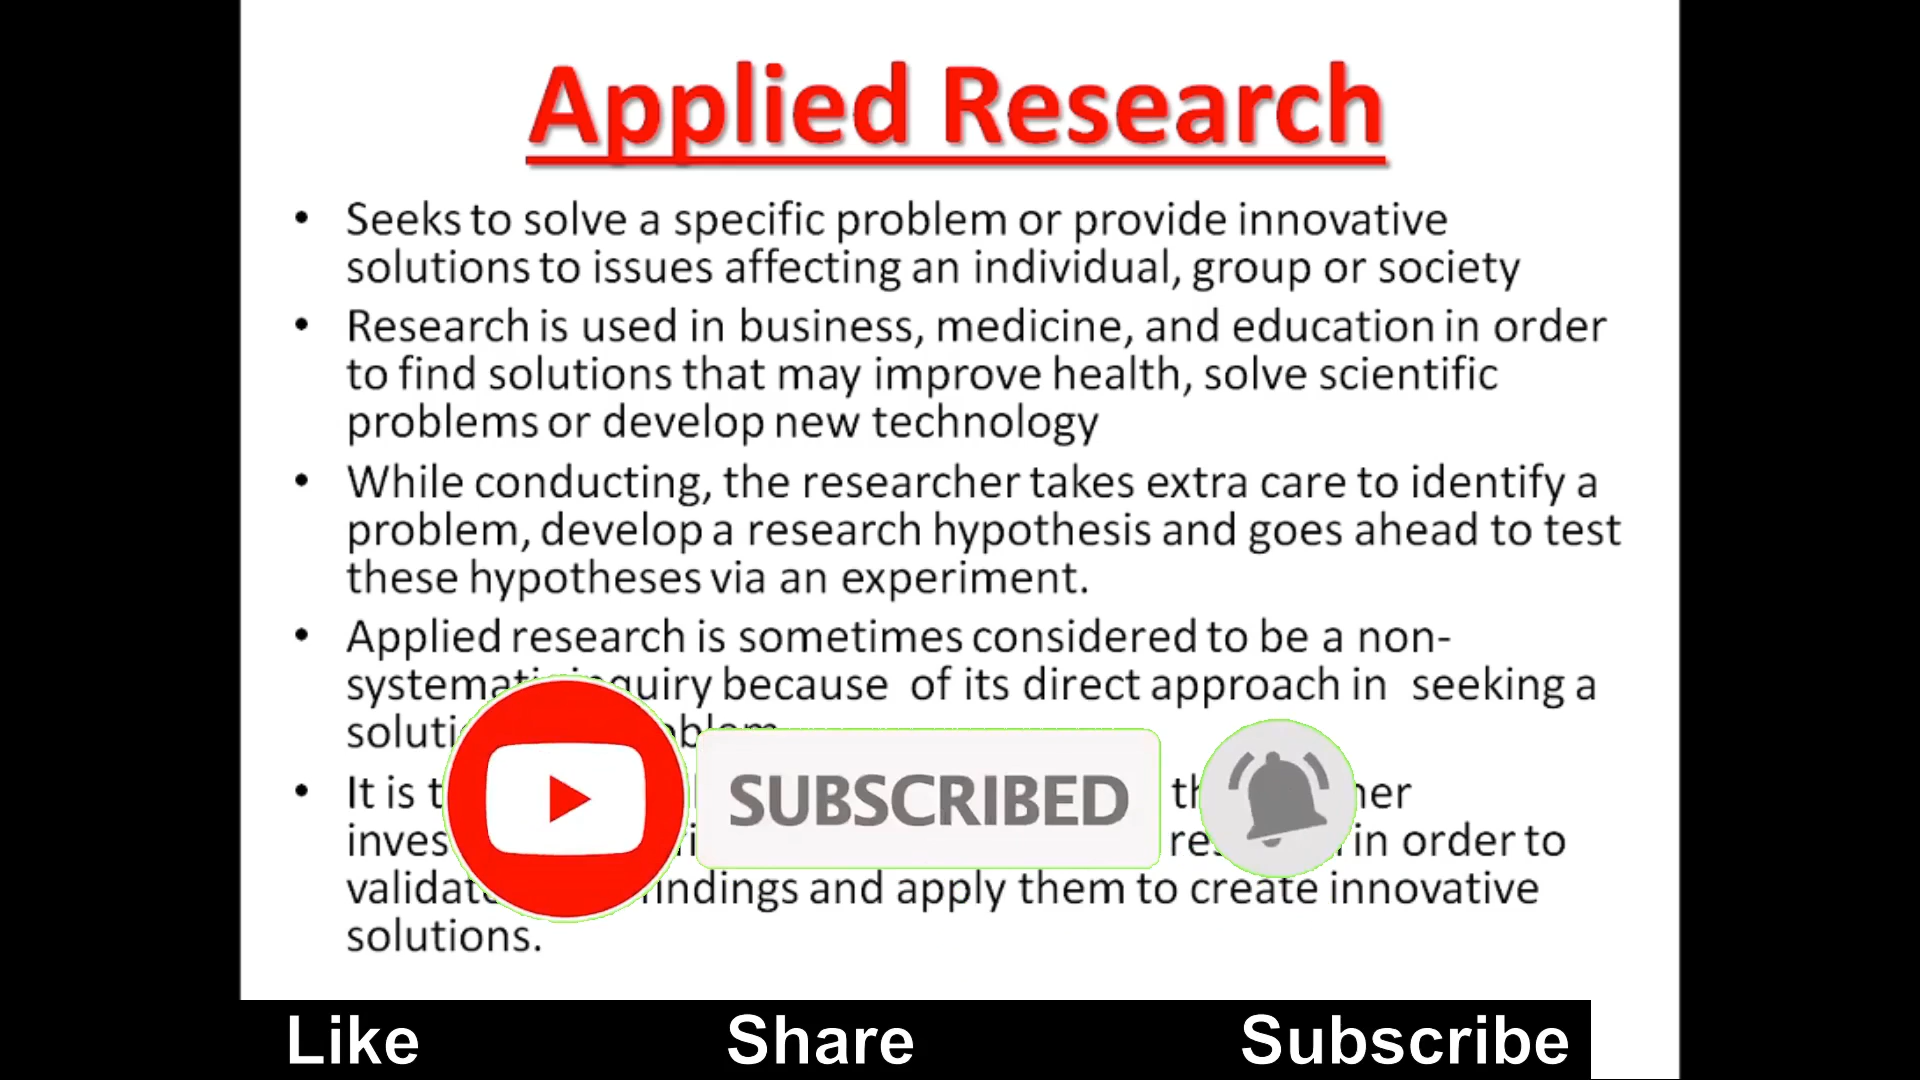 Applied Research
• Seeks to solve a specific problem or provide innovative
solutions to issues affecting an individual, group or society
• Research is used in business, medicine, and education in order
to find solutions that may improve health, solve scientific
problems or develop new technology
• While conducting, the researcher takes extra care to identify a
problem, develop a research hypothesis and goes ahead to test
these hypotheses via an experiment.
• Applied research is sometimes considered to be a non-
systematic inquiry because of its direct approach in seeking a
• It is
SUBSCRIBED
in order to
findings and apply them to create innovative
solutions.
Like Share Subscribe